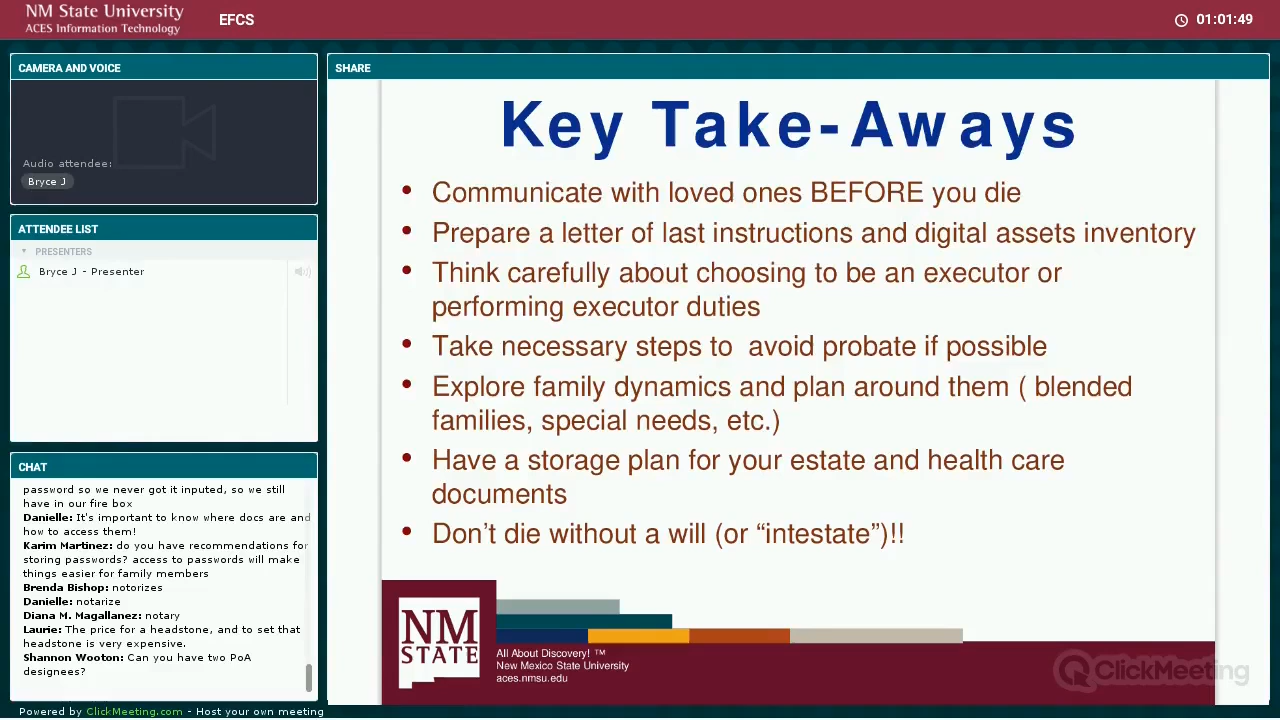 NM State University
ACES Information Technology
EFCS
01:01:49
CAMERA AND VOICE
Audio attendee:
Bryce J
ATTENDEE LIST
PRESENTERS
Bryce J - Presenter
CHAT
password so we never got it inputed, so we still
have in our fire box
Danielle: It's important to know where docs are and
how to access them!
Karim Martinez: do you have recommendations for
storing passwords? access to passwords will make
things easier for family members
Brenda Bishop: notorizes
Danielle: notarize
Diana M. Magallanez: notary
Laurie: The price for a headstone, and to set that
headstone is very expensive.
Shannon Wooton: Can you have two PoA
designees?
Powered by ClickMeeting.com - Host your own meeting
SHARE
Key Take-Aways
• Communicate with loved ones BEFORE you die
• Prepare a letter of last instructions and digital assets inventory
• Think carefully about choosing to be an executor or
performing executor duties
• Take necessary steps to  avoid probate if possible
• Explore family dynamics and plan around them ( blended
families, special needs, etc.)
• Have a storage plan for your estate and health care
documents
• Don’t die without a will (or “intestate”)!!
NM
STATE
All About Discovery! ™
New Mexico State University
aces.nmsu.edu
ClickMeeting